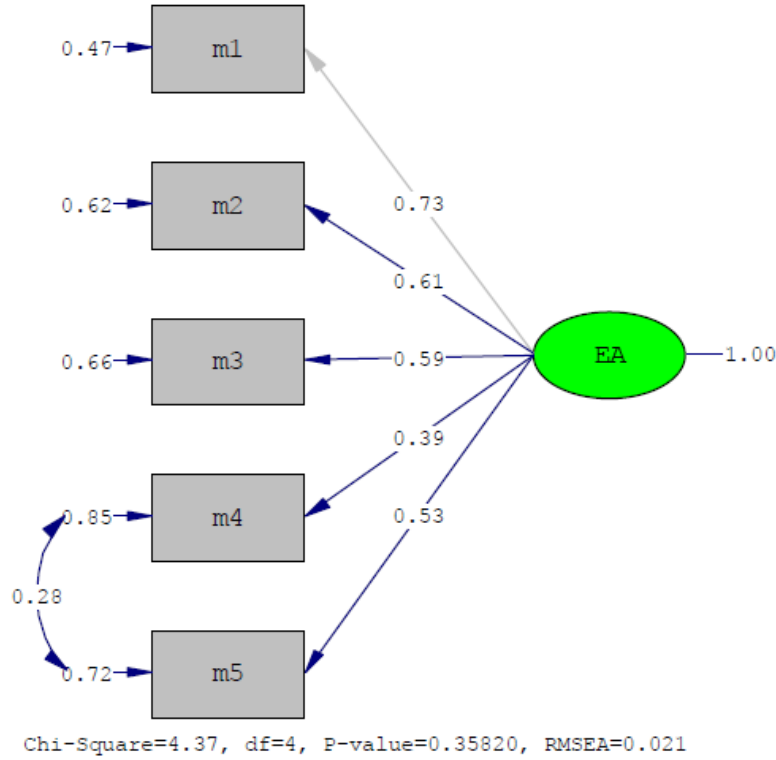 0.47 m1
0.73
0.62 m2
0.61
0.66 m3 0.59 EA 1.00
0.39
0.85 m4 0.53
0.28
0.72 m5
Chi-Square=4.37, df=4, P-value=0.35820, RMSEA=0.021